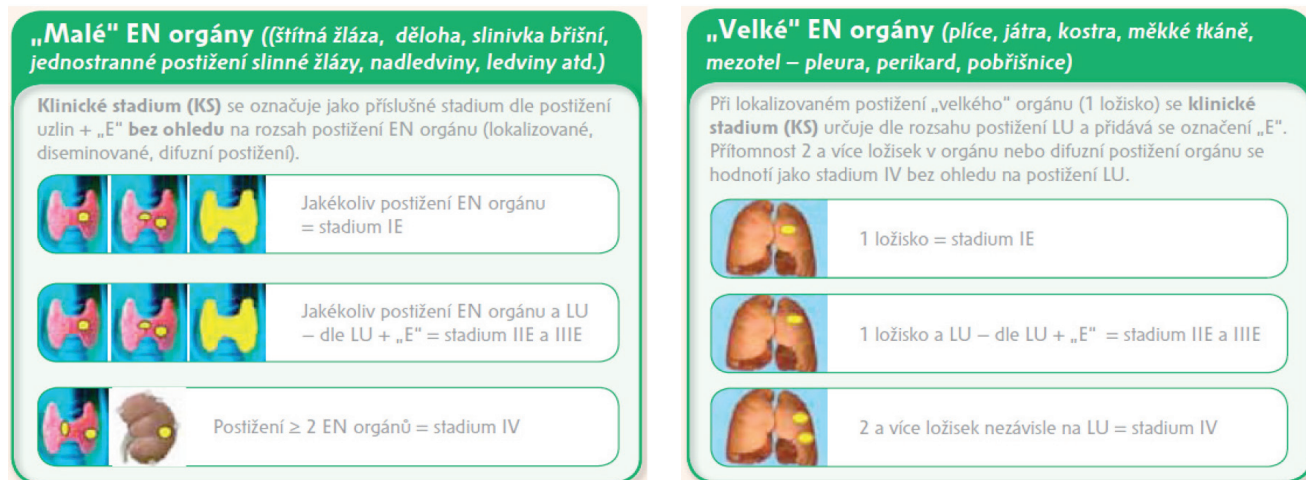 „Malé“ EN orgány ((štítná žláza, děloha, slinivka břišní,
jednostranné postižení slinné žlázy, nadledviny, ledviny atd.)
Klinické stadium (KS) se označuje jako příslušné stadium dle postižení
uzlin + „E“ bez ohledu na rozsah postižení EN orgánu (lokalizované,
diseminované, difuzní postižení).
Jakékoliv postižení EN orgánu
= stadium IE
Jakékoliv postižení EN orgánu a LU
– dle LU + „E“ = stadium IIE a IIIE
Postižení ≥ 2 EN orgánů = stadium IV
„Velké“ EN orgány (plíce, játra, kostra, měkké tkáně,
mezotel – pleura, perikard, pobřišnice)
Při lokalizovaném postižení „velkého“ orgánu (1 ložisko) se klinické
stadium (KS) určuje dle rozsahu postižení LU a přidává se označení „E“.
Přítomnost 2 a více ložisek v orgánu nebo difuzní postižení orgánu se
hodnotí jako stadium IV bez ohledu na postižení LU.
1 ložisko = stadium IE
1 ložisko a LU – dle LU + „E“ = stadium IIE a IIIE
2 a více ložisek nezávisle na LU = stadium IV